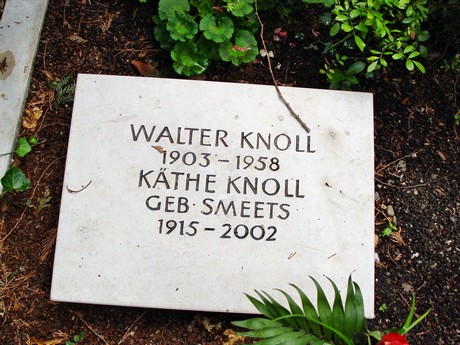 WALTER KNOLL
1903–1958
KÄTHE KNOLL
GEB·SMEETS
1915–2002